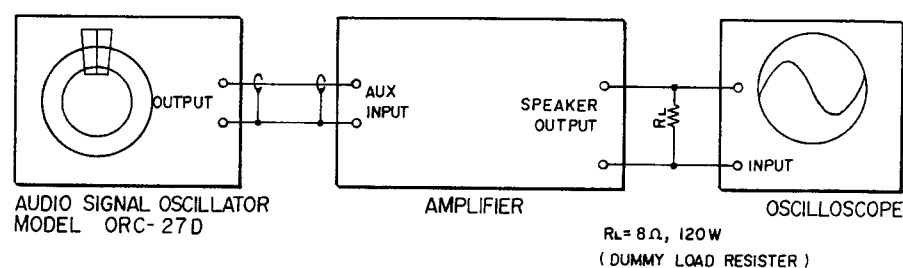 OUTPUT
AUX
INPUT
SPEAKER
OUTPUT
RL
INPUT
AUDIO SIGNAL OSCILLATOR
MODEL ORC-27D
AMPLIFIER
OSCILLOSCOPE
RL=8Ω, 120W
(DUMMY LOAD RESISTER)